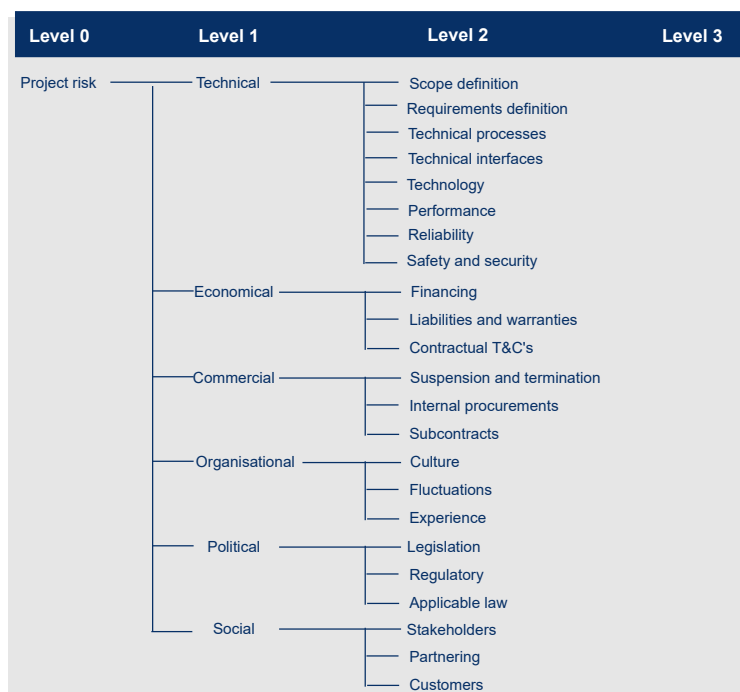 Level 0 Level 1 Level 2 Level 3
Project risk Technical Scope definition
Requirements definition
Technical processes
Technical interfaces
Technology
Performance
Reliability
Safety and security
Economical Financing
Liabilities and warranties
Contractual T&C's
Commercial Suspension and termination
Internal procurements
Subcontracts
Organisational Culture
Fluctuations
Experience
Political Legislation
Regulatory
Applicable law
Social Stakeholders
Partnering
Customers